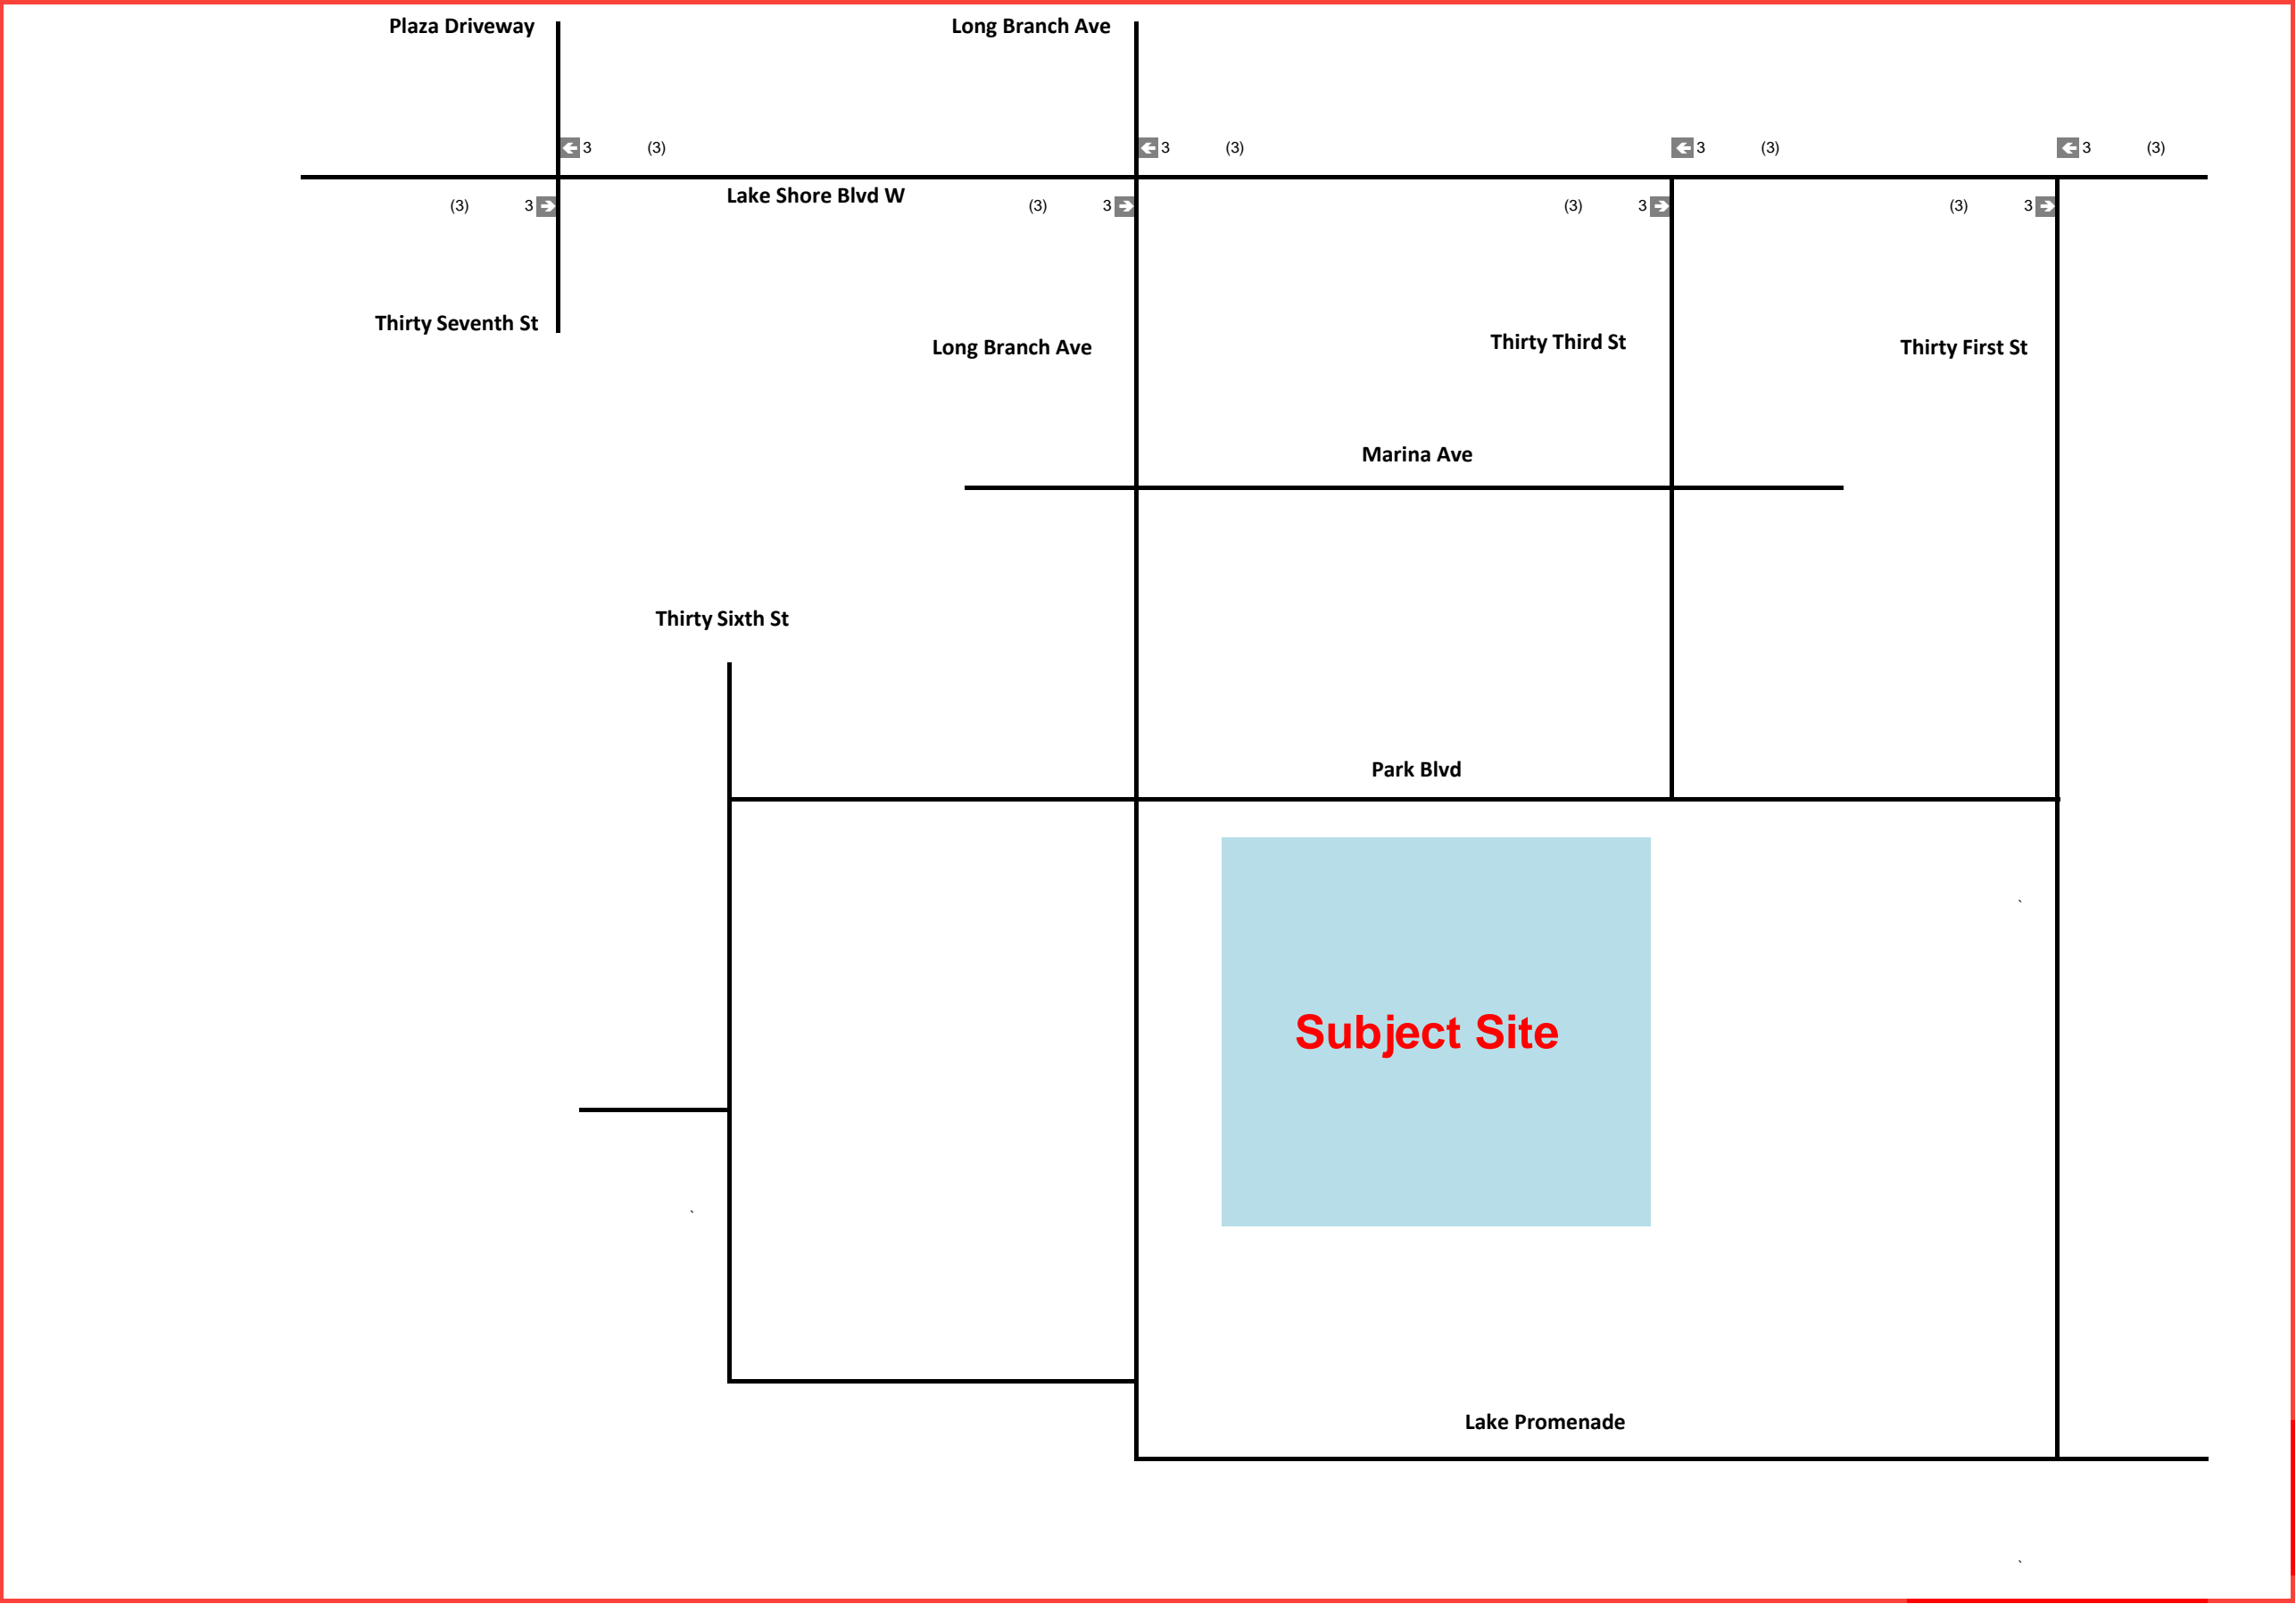 Plaza Driveway
Long Branch Ave
3 (3)
3 (3)
3 (3)
3 (3)
Lake Shore Blvd W
(3) 3
(3) 3
(3) 3
(3) 3
Thirty Seventh St
Long Branch Ave
Thirty Third St
Thirty First St
Marina Ave
Thirty Sixth St
Park Blvd
`
Subject Site
`
Lake Promenade
`